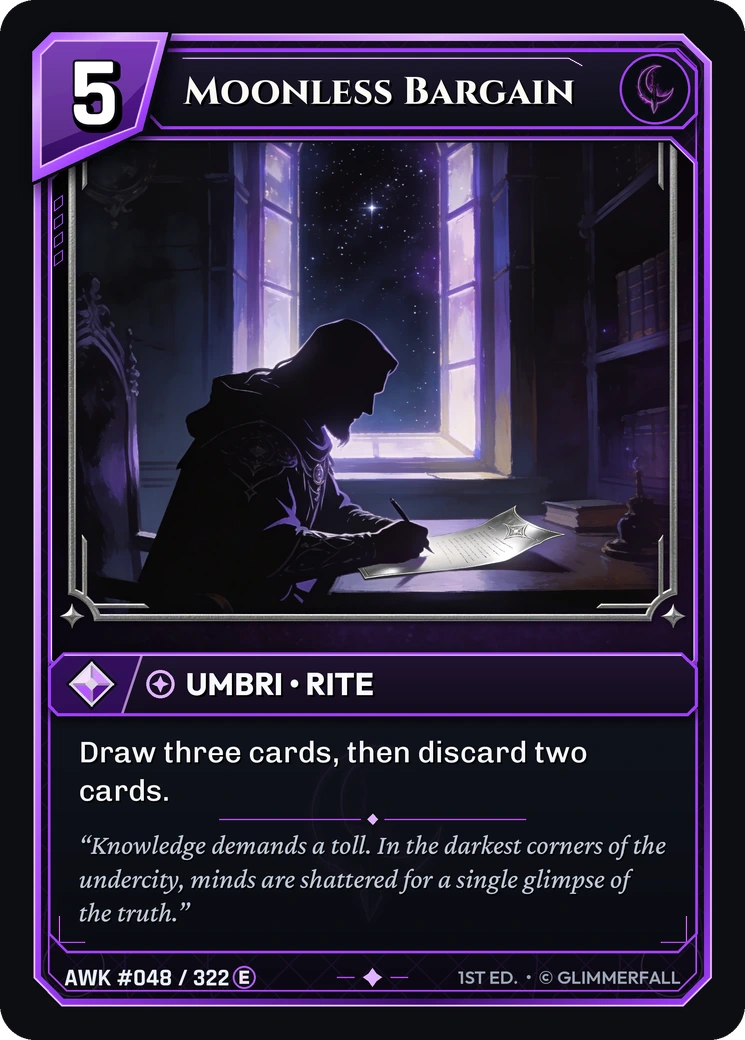 5
MOONLESS BARGAIN
UMBRI • RITE
Draw three cards, then discard two
cards.
“Knowledge demands a toll. In the darkest corners of the
undercity, minds are shattered for a single glimpse of
the truth.”
AWK #048 / 322 E
1ST ED. • © GLIMMERFALL